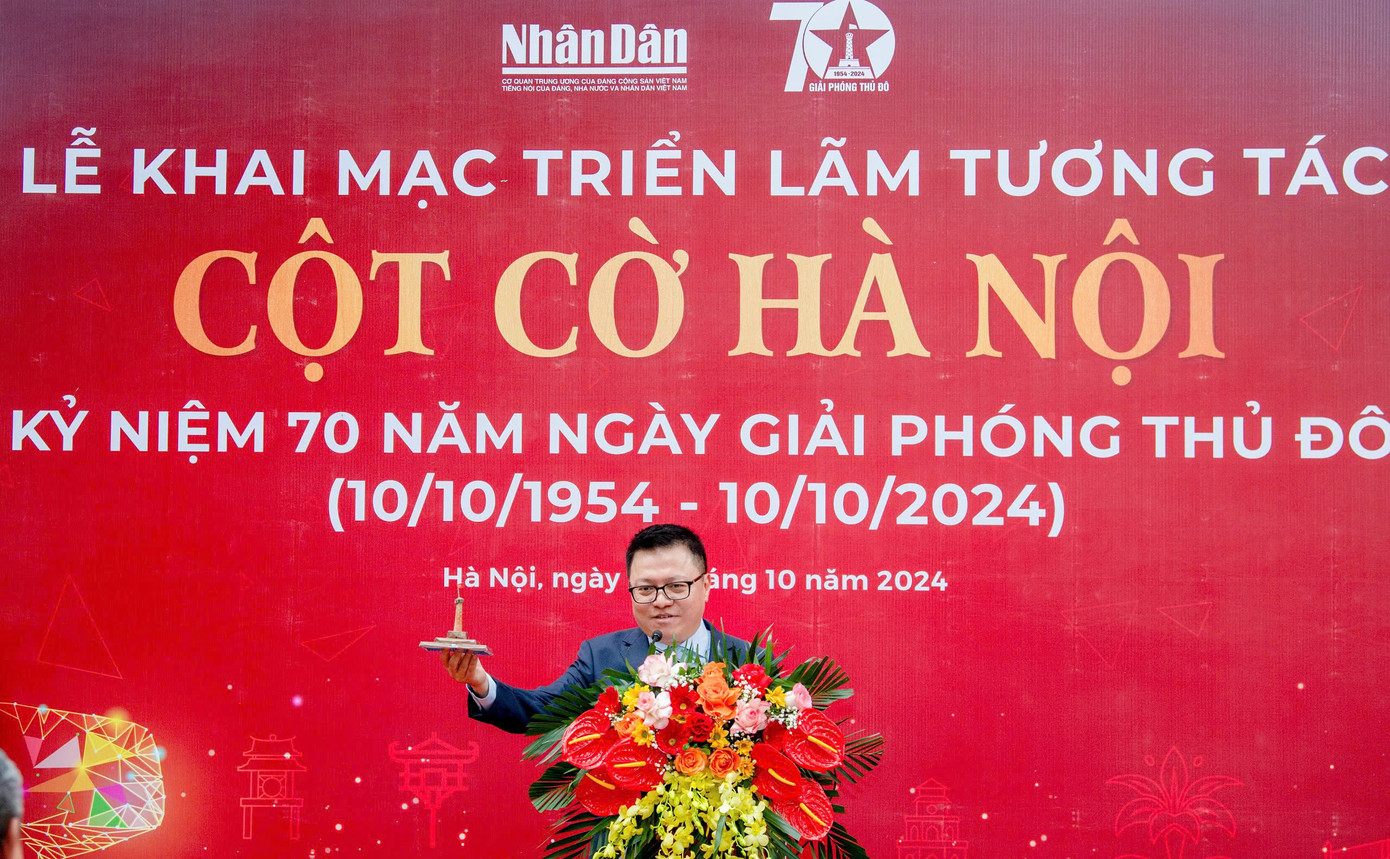 Nhân Dân
CƠ QUAN TRUNG ƯƠNG CỦA ĐẢNG CỘNG SẢN VIỆT NAM
TIẾNG NÓI CỦA ĐẢNG, NHÀ NƯỚC VÀ NHÂN DÂN VIỆT NAM
70
1954-2024
GIẢI PHÓNG THỦ ĐÔ
LỄ KHAI MẠC TRIỂN LÃM TƯƠNG TÁC
CỘT CỜ HÀ NỘI
KỶ NIỆM 70 NĂM NGÀY GIẢI PHÓNG THỦ ĐÔ
(10/10/1954 - 10/10/2024)
Hà Nội, ngày áng 10 năm 2024